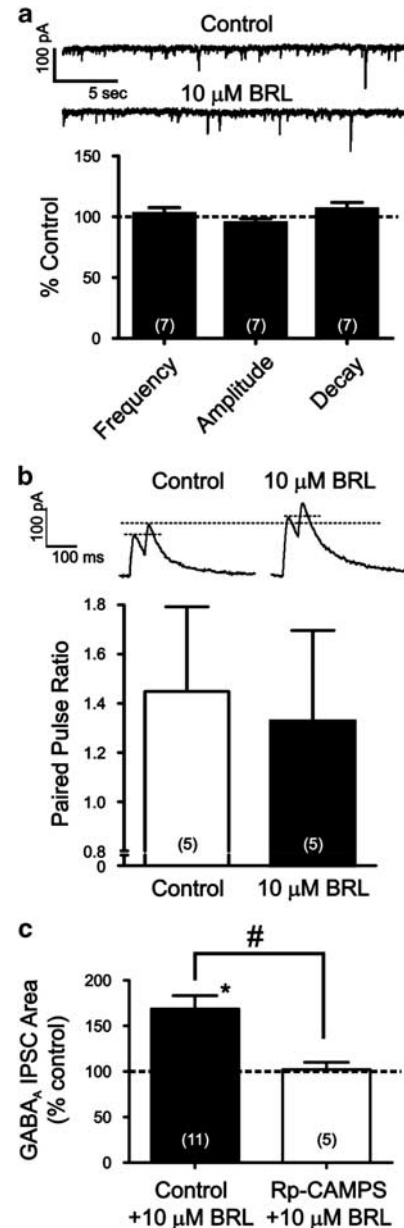 a
Control
100 pA
5 sec
10 μM BRL
150
100
50
0
% Control
(7) (7) (7)
Frequency Amplitude Decay
b
Control 10 μM BRL
100 pA
100 ms
1.8
1.6
1.4
1.2
1.0
0.8
0
Paired Pulse Ratio
(5) (5)
Control 10 μM BRL
c
#
200
150
100
50
0
GABA_A IPSC Area
(% control)
*
(11) (5)
Control Rp-CAMPS
+10 μM BRL +10 μM BRL